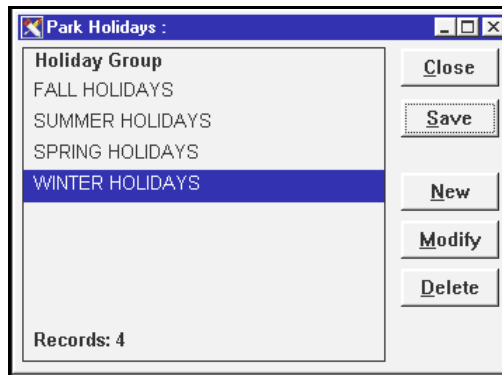 Park Holidays :
Holiday Group
FALL HOLIDAYS
SUMMER HOLIDAYS
SPRING HOLIDAYS
WINTER HOLIDAYS
Records: 4
Close
Save
New
Modify
Delete